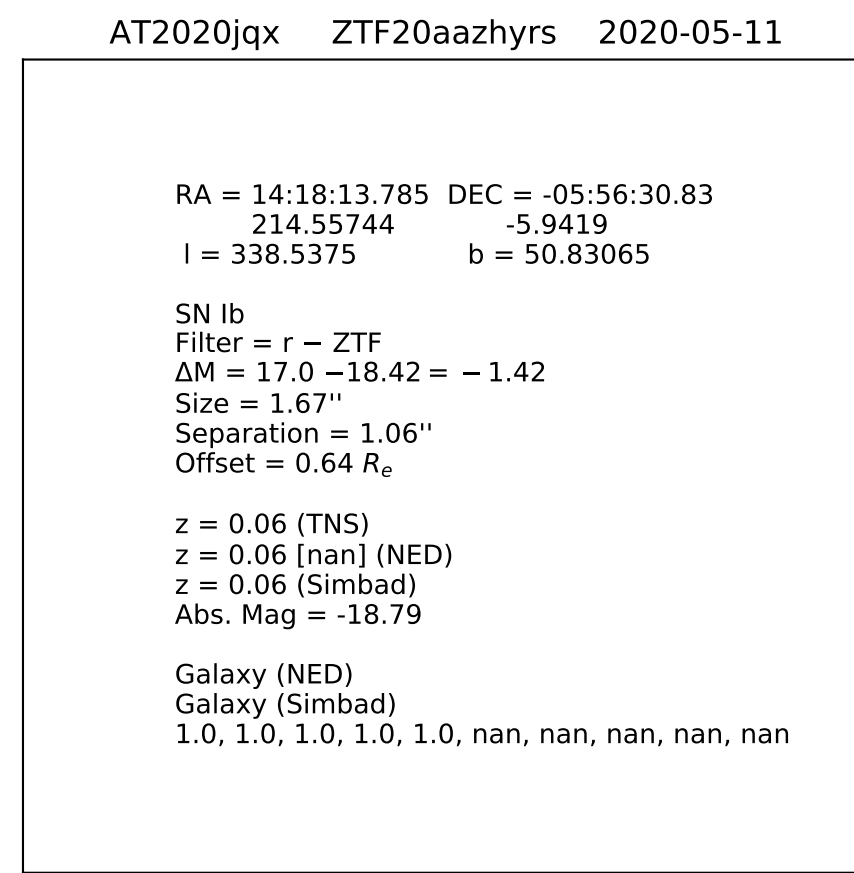 AT2020jqx ZTF20aazhyrs 2020-05-11
RA = 14:18:13.785 DEC = -05:56:30.83
214.55744 -5.9419
l = 338.5375 b = 50.83065
SN Ib
Filter = r − ZTF
ΔM = 17.0 −18.42 = − 1.42
Size = 1.67''
Separation = 1.06''
Offset = 0.64 Re
z = 0.06 (TNS)
z = 0.06 [nan] (NED)
z = 0.06 (Simbad)
Abs. Mag = -18.79
Galaxy (NED)
Galaxy (Simbad)
1.0, 1.0, 1.0, 1.0, 1.0, nan, nan, nan, nan, nan